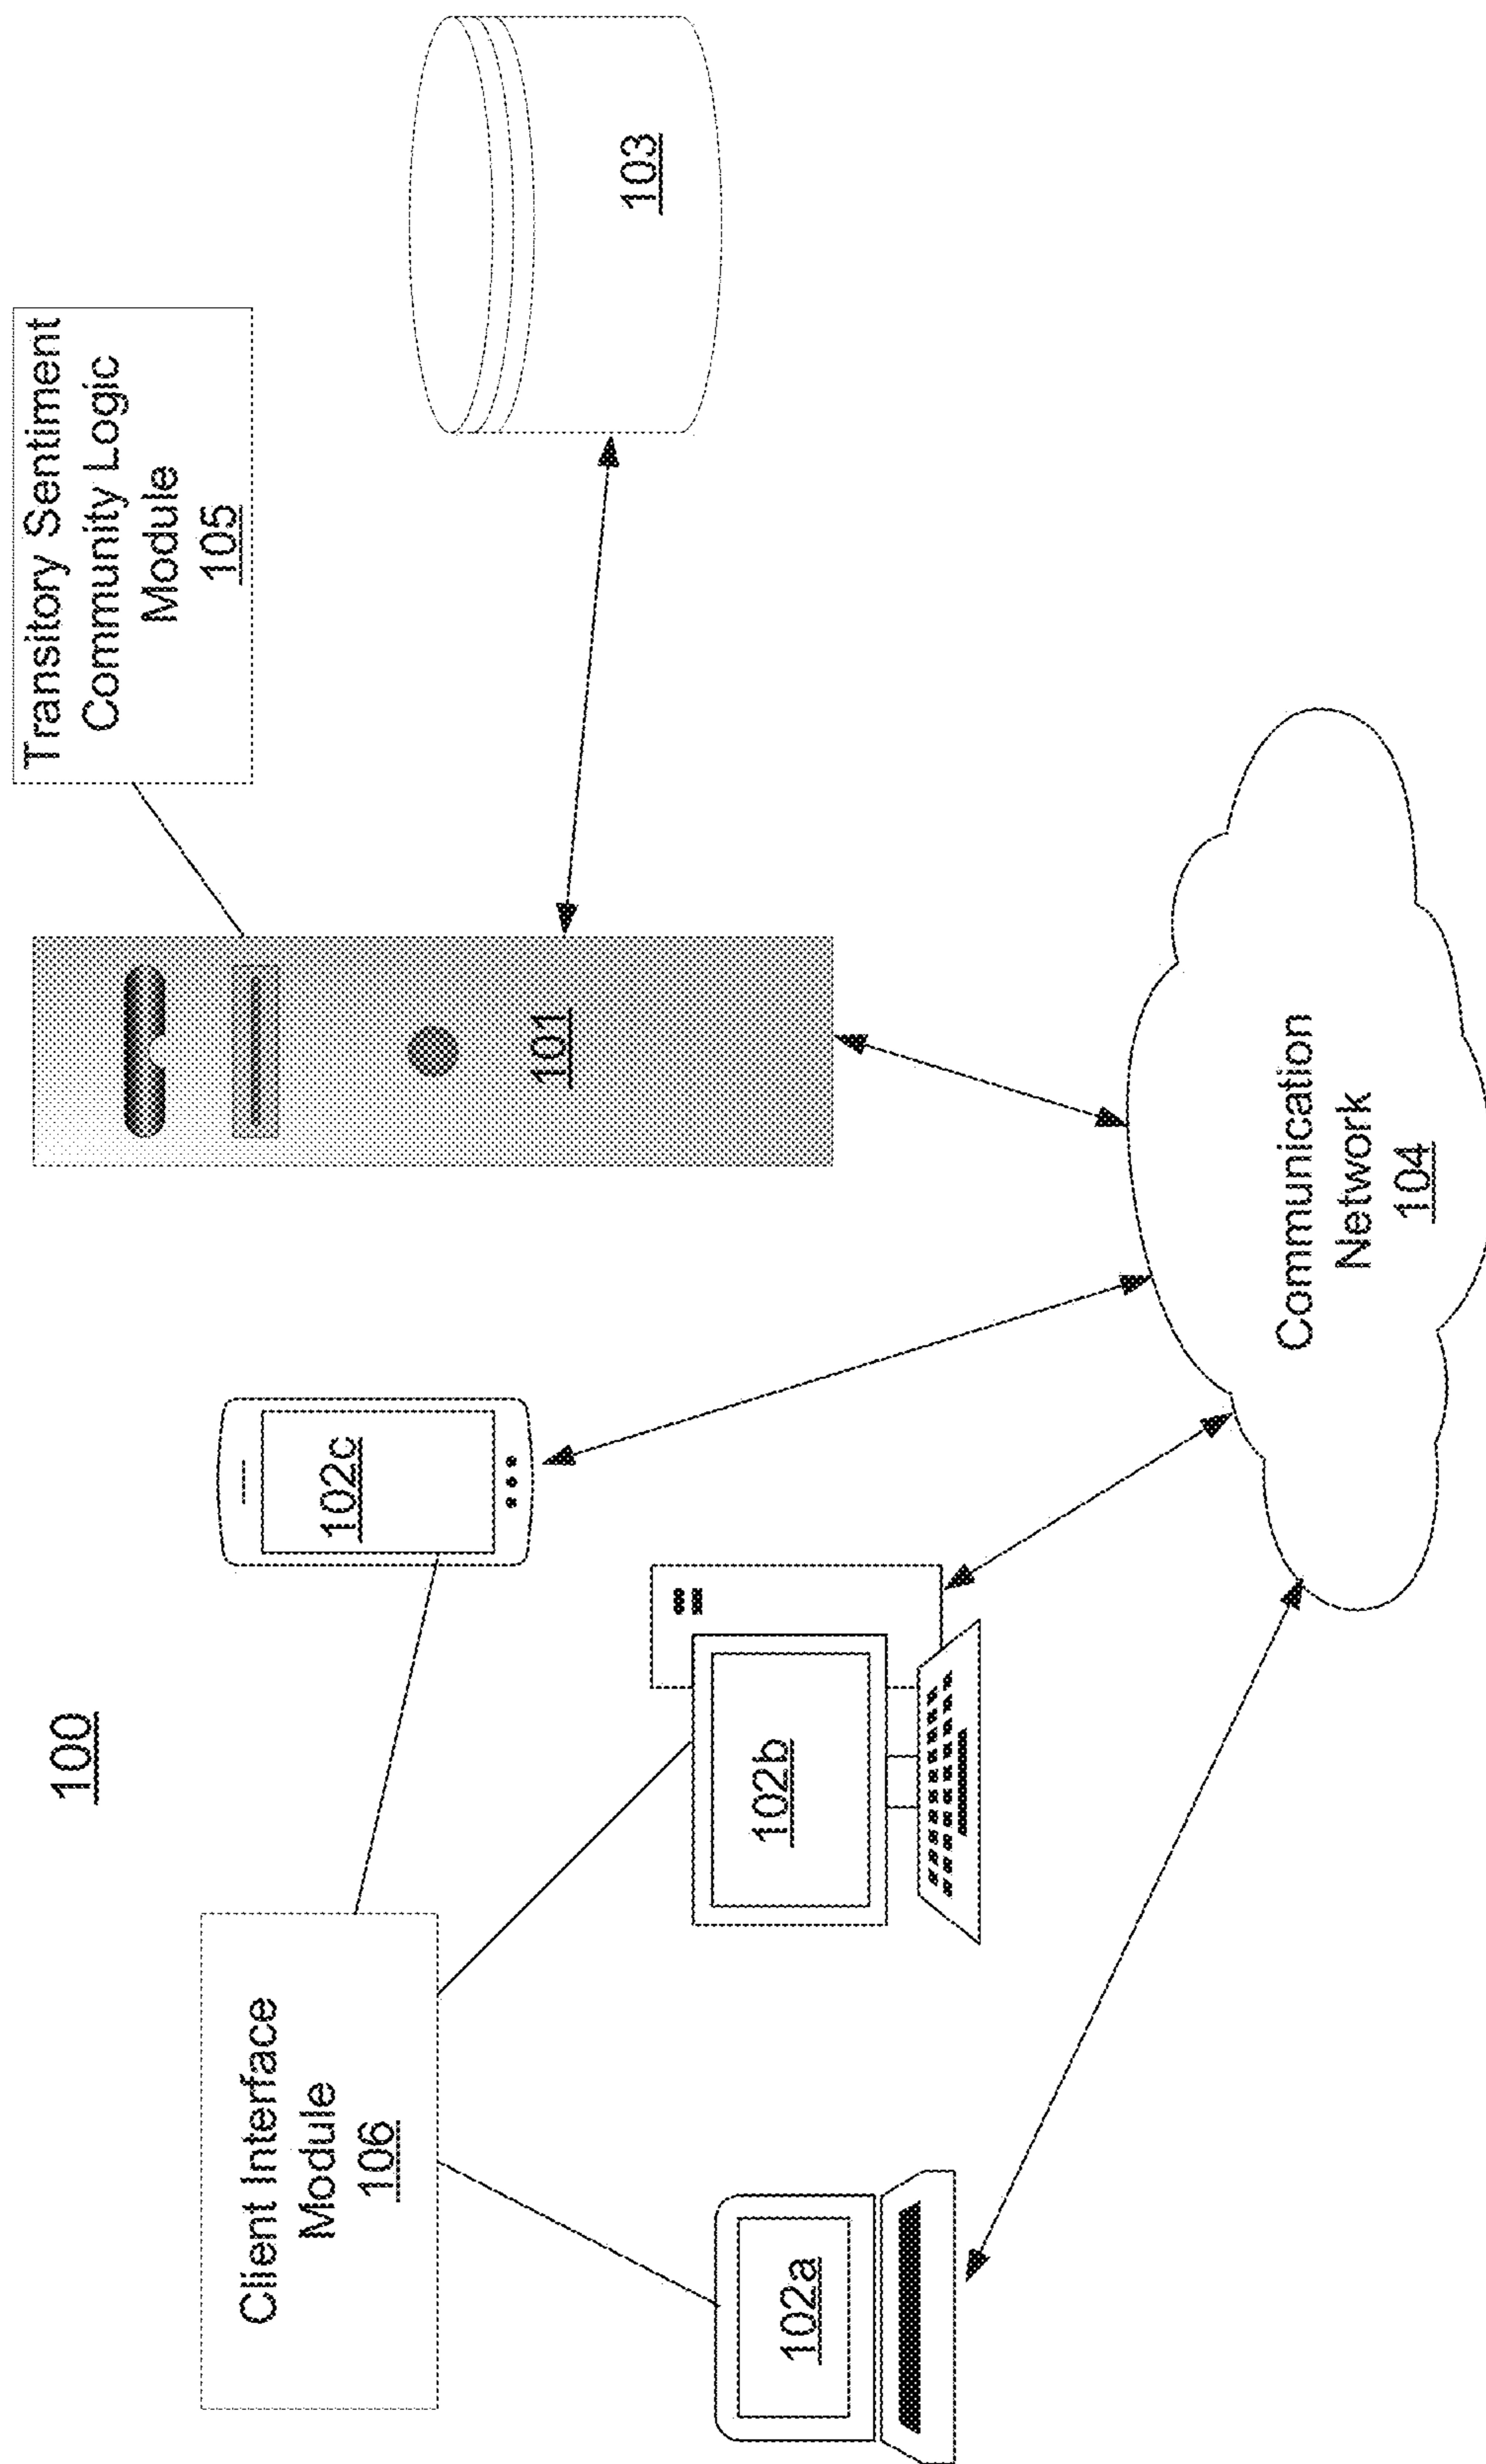 100
Client Interface
Module
106
Transitory Sentiment
Community Logic
Module
105
102c
101
103
102b
102a
Communication
Network
104